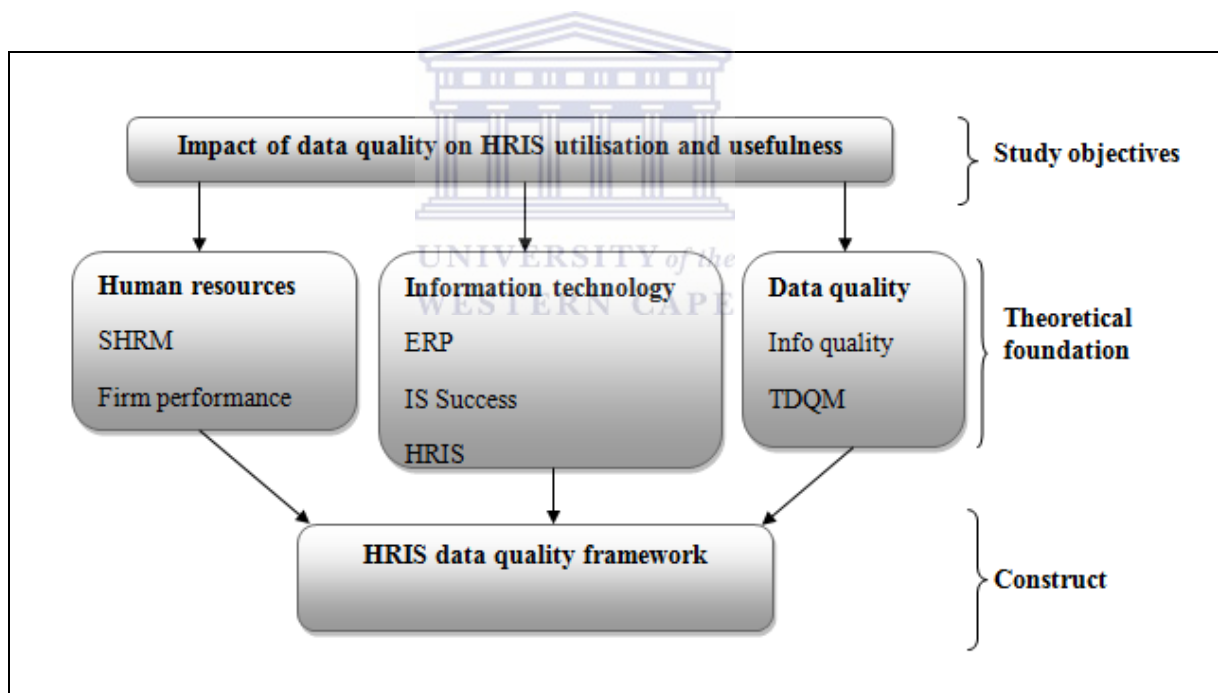 Impact of data quality on HRIS utilisation and usefulness
Study objectives
UNIVERSITY of the
WESTERN CAPE
Human resources
SHRM
Firm performance
Information technology
ERP
IS Success
HRIS
Data quality
Info quality
TDQM
Theoretical
foundation
HRIS data quality framework
Construct